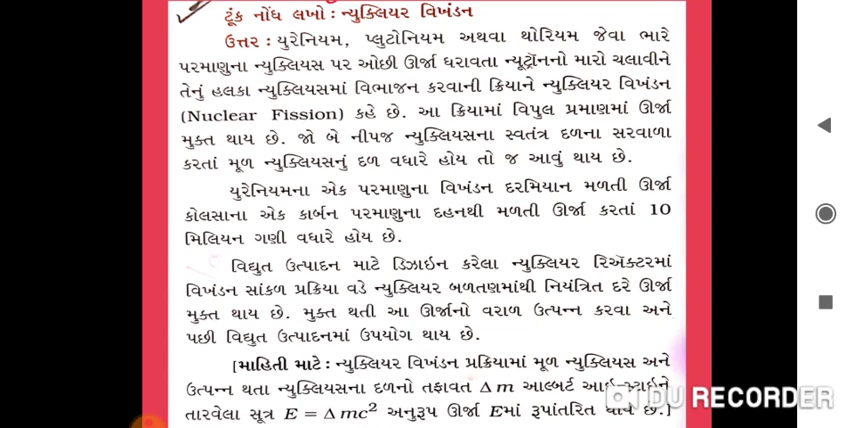 ટૂંક નોંધ લખો : ન્યુક્લિયર વિખંડન
ઉત્તર : યુરેનિયમ, પ્લુટોનિયમ અથવા થોરિયમ જેવા ભારે
પરમાણુના ન્યુક્લિયસ પર ઓછી ઊર્જા ધરાવતા ન્યૂટ્રૉનનો મારો ચલાવીને
તેનું હલકા ન્યુક્લિયસમાં વિભાજન કરવાની ક્રિયાને ન્યુક્લિયર વિખંડન
(Nuclear Fission) કહે છે. આ ક્રિયામાં વિપુલ પ્રમાણમાં ઊર્જા
મુક્ત થાય છે. જો બે નીપજ ન્યુક્લિયસના સ્વતંત્ર દળના સરવાળા
કરતાં મૂળ ન્યુક્લિયસનું દળ વધારે હોય તો જ આવું થાય છે.
યુરેનિયમના એક પરમાણુના વિખંડન દરમિયાન મળતી ઊર્જા
કોલસાના એક કાર્બન પરમાણુના દહનથી મળતી ઊર્જા કરતાં 10
મિલિયન ગણી વધારે હોય છે.
વિદ્યુત ઉત્પાદન માટે ડિઝાઇન કરેલા ન્યુક્લિયર રિઍક્ટરમાં
વિખંડન સાંકળ પ્રક્રિયા વડે ન્યુક્લિયર બળતણમાંથી નિયંત્રિત દરે ઊર્જા
મુક્ત થાય છે. મુક્ત થતી આ ઊર્જાનો વરાળ ઉત્પન્ન કરવા અને
પછી વિદ્યુત ઉત્પાદનમાં ઉપયોગ થાય છે.
[માહિતી માટે : ન્યુક્લિયર વિખંડન પ્રક્રિયામાં મૂળ ન્યુક્લિયસ અને
ઉત્પન્ન થતા ન્યુક્લિયસના દળનો તફાવત Δm આલ્બર્ટ
તારવેલા સૂત્ર E = Δmc² અનુરૂપ ઊર્જા Eમાં રૂપાંતરિત થાય છે.]
DU RECORDER